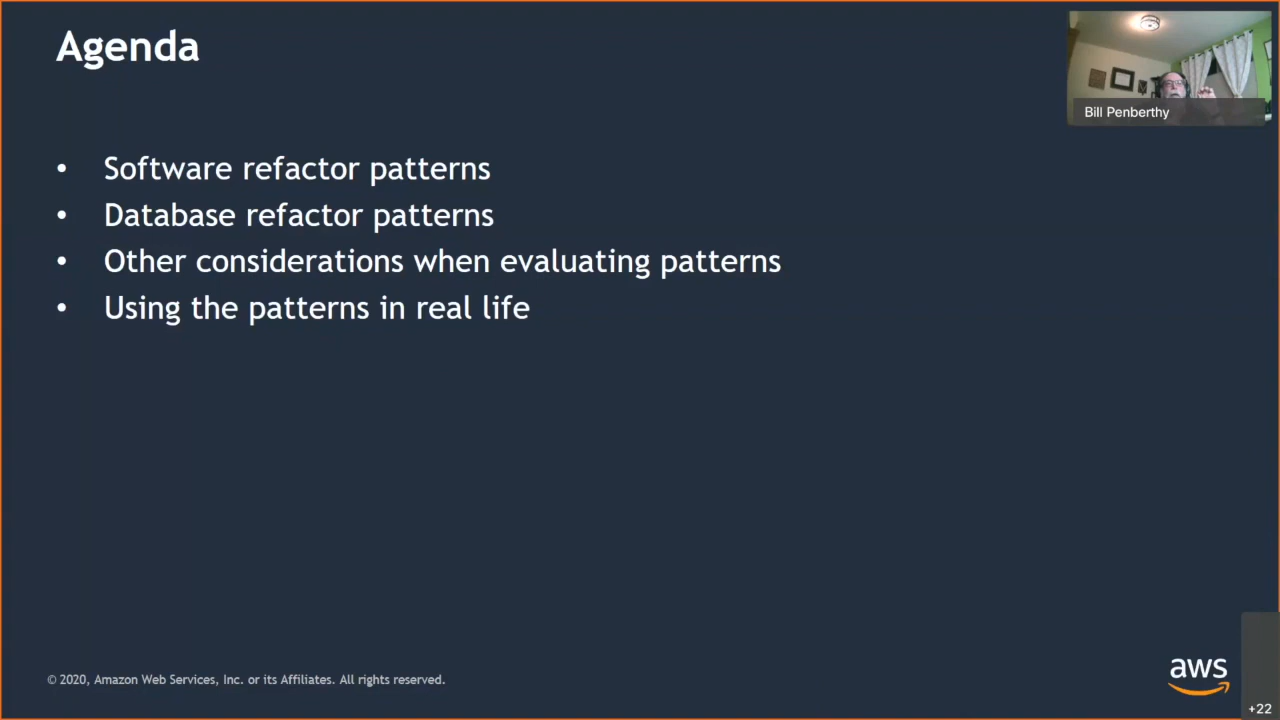 Agenda
Bill Penberthy
• Software refactor patterns
• Database refactor patterns
• Other considerations when evaluating patterns
• Using the patterns in real life
© 2020, Amazon Web Services, Inc. or its Affiliates. All rights reserved.
aws
+22